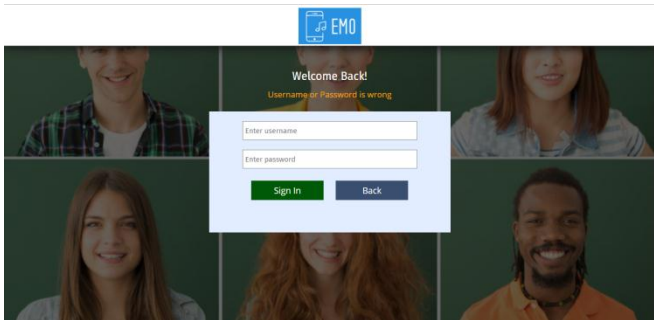 EMO
Welcome Back!
Username or Password is wrong
Enter username
Enter password
Sign In
Back